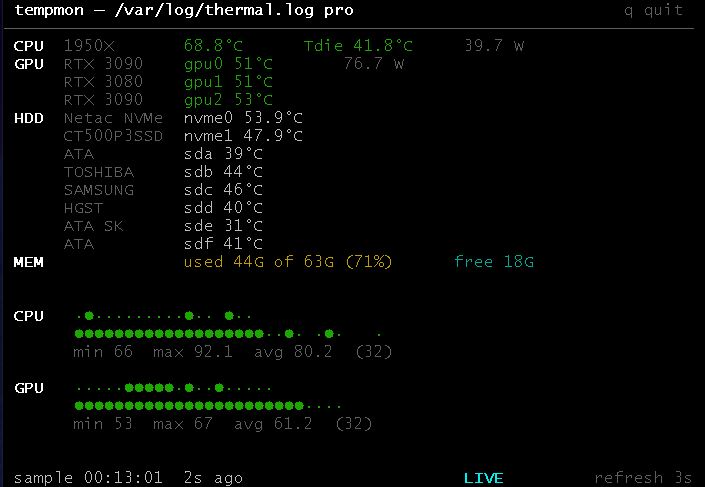 tempmon — /var/log/thermal.log pro q quit
CPU 1950X 68.8°C Tdie 41.8°C 39.7 W
GPU RTX 3090 gpu0 51°C 76.7 W
RTX 3080 gpu1 51°C
RTX 3090 gpu2 53°C
HDD Netac NVMe nvme0 53.9°C
CT500P3SSD nvme1 47.9°C
ATA sda 39°C
TOSHIBA sdb 44°C
SAMSUNG sdc 46°C
HGST sdd 40°C
ATA SK sde 31°C
ATA sdf 41°C
MEM used 44G of 63G (71%) free 18G
CPU
min 66 max 92.1 avg 80.2 (32)
GPU
min 53 max 67 avg 61.2 (32)
sample 00:13:01 2s ago LIVE refresh 3s